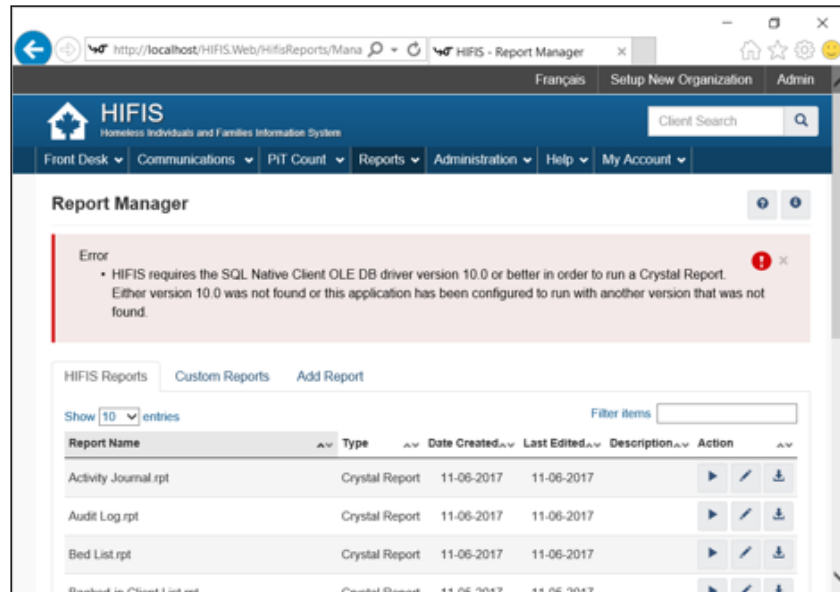 http://localhost/HIFIS.Web/HifisReports/Mana
HIFIS - Report Manager
Français Setup New Organization Admin
HIFIS
Homeless Individuals and Families Information System
Client Search
Front Desk Communications PiT Count Reports Administration Help My Account
Report Manager
Error
• HIFIS requires the SQL Native Client OLE DB driver version 10.0 or better in order to run a Crystal Report.
Either version 10.0 was not found or this application has been configured to run with another version that was not
found.
HIFIS Reports Custom Reports Add Report
Show 10 entries Filter items
Report Name Type Date Created Last Edited Description Action
Activity Journal.rpt Crystal Report 11-06-2017 11-06-2017
Audit Log.rpt Crystal Report 11-06-2017 11-06-2017
Bed List.rpt Crystal Report 11-06-2017 11-06-2017
Client List.rpt Crystal Report